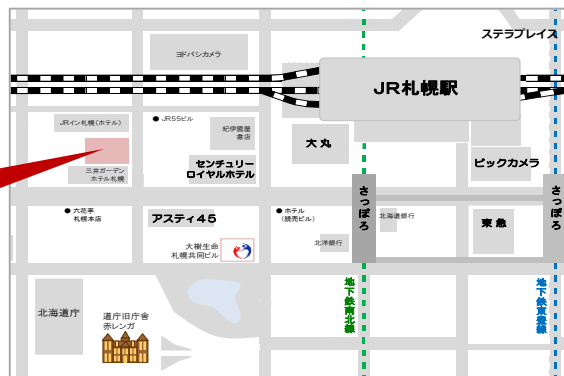 ステラプレイス
ヨドバシカメラ
JR札幌駅
JRイン札幌(ホテル)
● JR55ビル
紀伊國屋
書店
大丸
三井ガーデン
ホテル札幌
センチュリー
ロイヤルホテル
ビックカメラ
さっぽろ
さっぽろ
● 六花亭
札幌本店
アスティ45
● ホテル
(読売ビル)
北海道銀行
東急
大樹生命
札幌共同ビル
北洋銀行
北海道庁
道庁旧庁舎
赤レンガ
地下鉄南北線
地下鉄東豊線